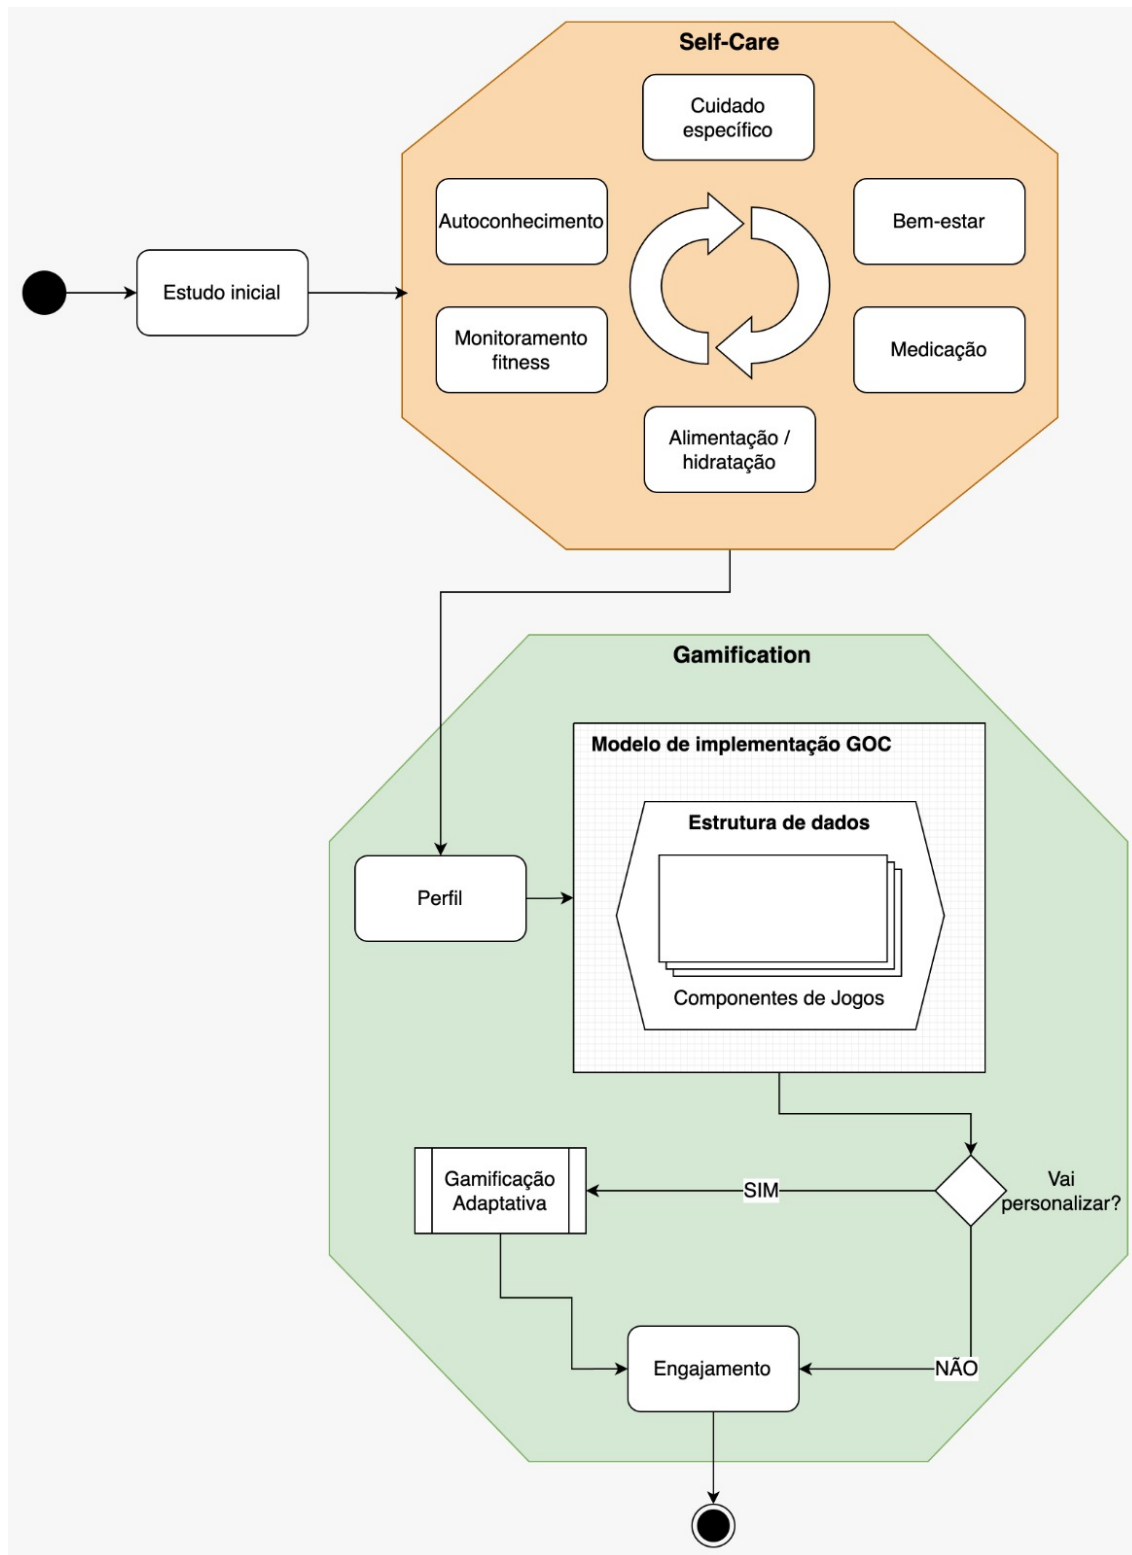 Self-Care
Cuidado
específico
Autoconhecimento
Bem-estar
Estudo inicial
Monitoramento
fitness
Medicação
Alimentação /
hidratação
Gamification
Modelo de implementação GOC
Estrutura de dados
Perfil
Componentes de Jogos
Gamificação
Adaptativa
SIM
Vai
personalizar?
Engajamento
NÃO